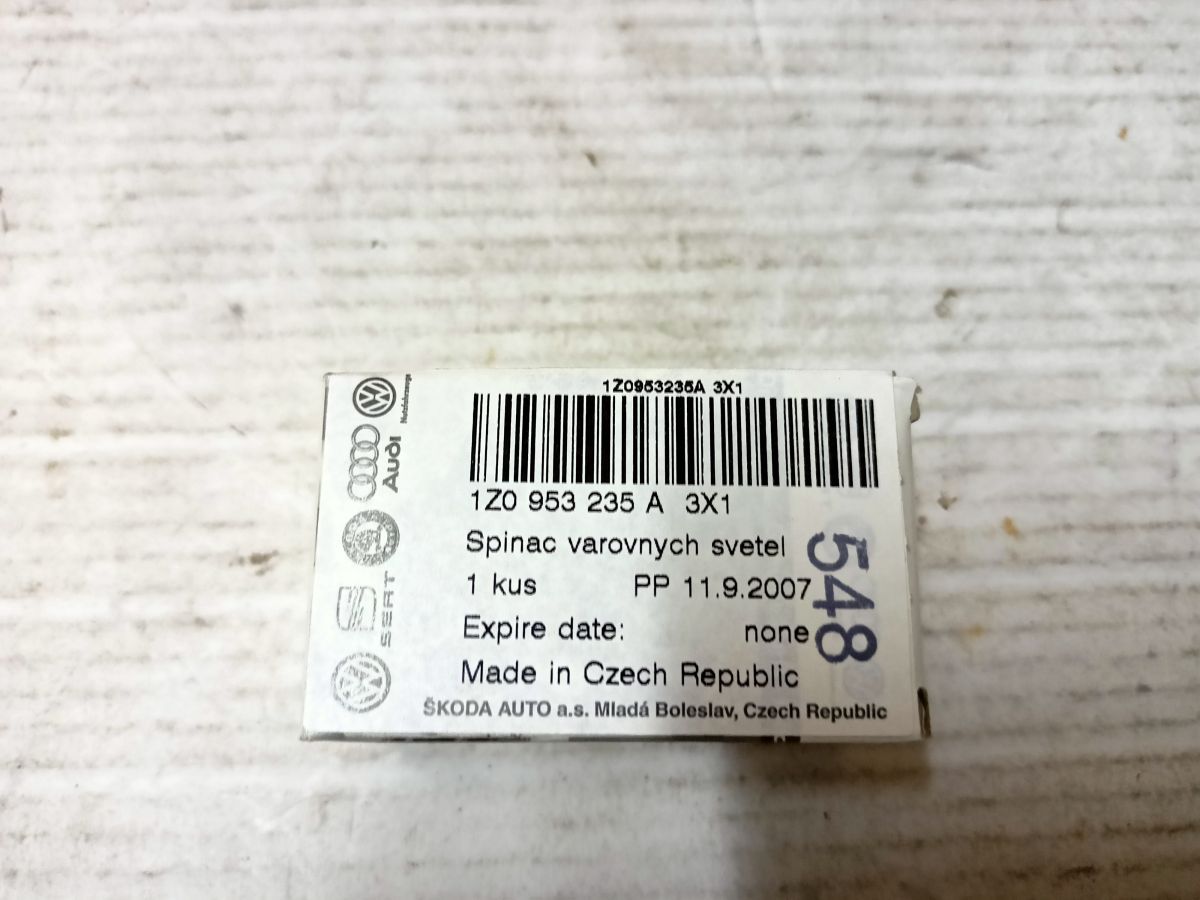 1Z0953235A 3X1
1Z0 953 235 A 3X1
Spinac varovnych svetel
1 kus PP 11.9.2007
Expire date: none
Made in Czech Republic
ŠKODA AUTO a.s. Mladá Boleslav, Czech Republic
548
Nutzfahrzeuge
Audi
SEAT